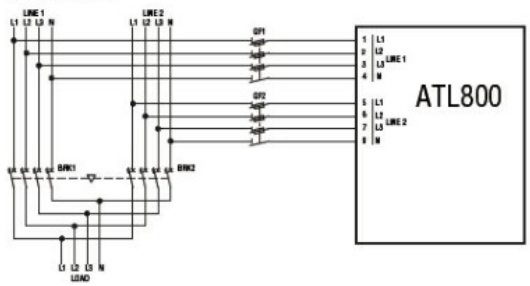 LINE 1 LINE 2
L1 L2 L3 N L1 L2 L3 N
QF1
1 L1
2 L2
3 L3 LINE 1
4 N
ATL800
QF2
5 L1
6 L2 LINE 2
7 L3
8 N
BRK1 BRK2
L1 L2 L3 N
LOAD